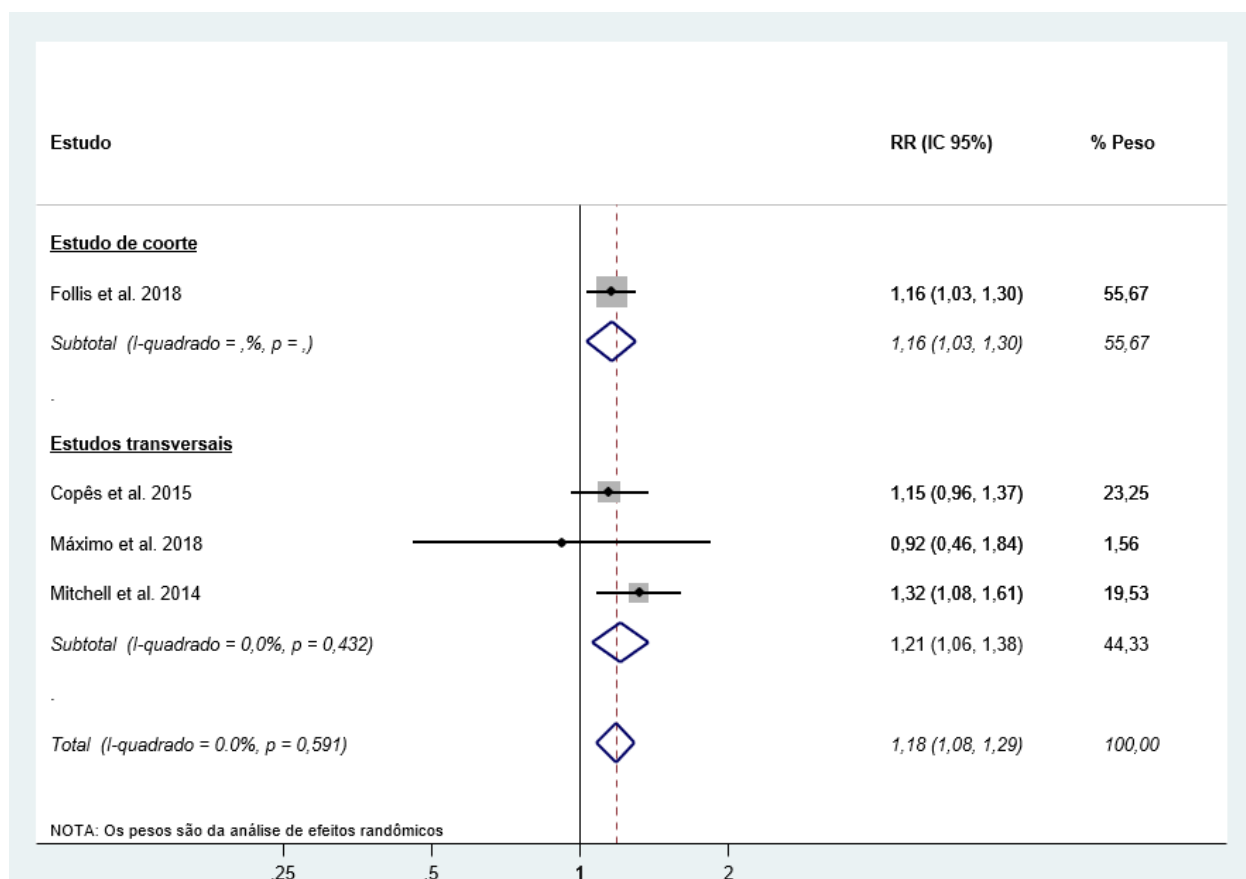 Estudo RR (IC 95%) % Peso
Estudo de coorte
Follis et al. 2018 1,16 (1,03, 1,30) 55,67
Subtotal (I-quadrado = ,%, p = ,) 1,16 (1,03, 1,30) 55,67
.
Estudos transversais
Copês et al. 2015 1,15 (0,96, 1,37) 23,25
Máximo et al. 2018 0,92 (0,46, 1,84) 1,56
Mitchell et al. 2014 1,32 (1,08, 1,61) 19,53
Subtotal (I-quadrado = 0,0%, p = 0,432) 1,21 (1,06, 1,38) 44,33
.
Total (I-quadrado = 0.0%, p = 0,591) 1,18 (1,08, 1,29) 100,00
NOTA: Os pesos são da análise de efeitos randômicos
.25 .5 1 2